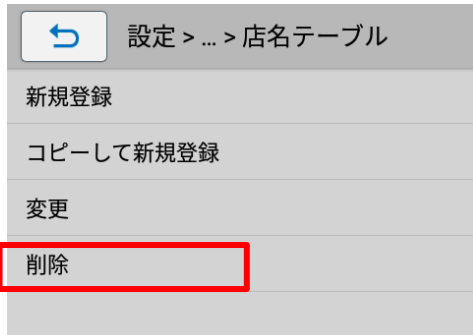 設定 > ... > 店名テーブル
新規登録
コピーして新規登録
変更
削除